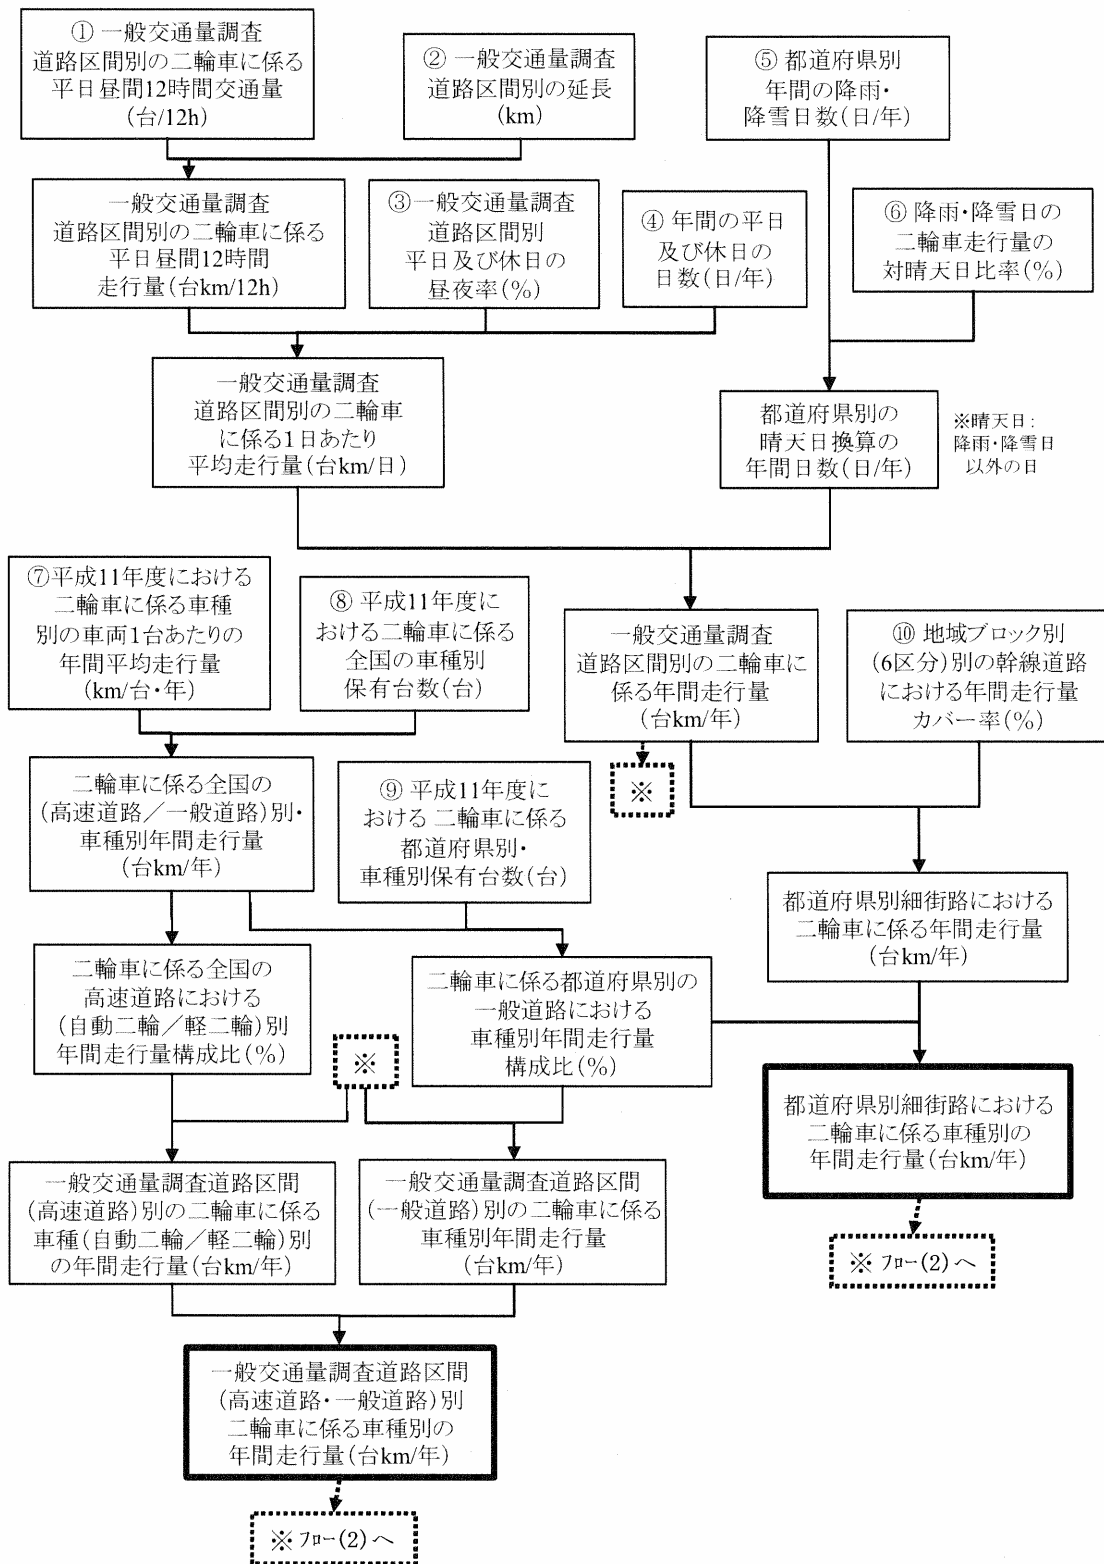 ① 一般交通量調査
道路区間別の二輪車に係る
平日昼間12時間交通量
(台/12h)
② 一般交通量調査
道路区間別の延長
(km)
⑤ 都道府県別
年間の降雨・
降雪日数(日/年)
一般交通量調査
道路区間別の二輪車に係る
平日昼間12時間
走行量(台km/12h)
③一般交通量調査
道路区間別
平日及び休日の
昼夜率(%)
④ 年間の平日
及び休日の
日数(日/年)
⑥ 降雨・降雪日の
二輪車走行量の
対晴天日比率(%)
一般交通量調査
道路区間別の二輪車
に係る1日あたり
平均走行量(台km/日)
都道府県別の
晴天日換算の
年間日数(日/年)
※晴天日:
降雨・降雪日
以外の日
⑦平成11年度における
二輪車に係る車種
別の車両1台あたりの
年間平均走行量
(km/台・年)
⑧ 平成11年度に
おける二輪車に係る
全国の車種別
保有台数(台)
一般交通量調査
道路区間別の二輪車に
係る年間走行量
(台km/年)
⑩ 地域ブロック別
(6区分)別の幹線道路
における年間走行量
カバー率(%)
※
二輪車に係る全国の
(高速道路/一般道路)別・
車種別年間走行量
(台km/年)
⑨ 平成11年度に
おける 二輪車に係る
都道府県別・
車種別保有台数(台)
都道府県別細街路における
二輪車に係る年間走行量
(台km/年)
二輪車に係る全国の
高速道路における
(自動二輪/軽二輪)別
年間走行量構成比(%)
※
二輪車に係る都道府県別の
一般道路における
車種別年間走行量
構成比(%)
都道府県別細街路における
二輪車に係る車種別の
年間走行量(台km/年)
一般交通量調査道路区間
(高速道路)別の二輪車に係る
車種(自動二輪/軽二輪)別
の年間走行量(台km/年)
一般交通量調査道路区間
(一般道路)別の二輪車に係る
車種別年間走行量
(台km/年)
※ フロー(2) へ
一般交通量調査道路区間
(高速道路・一般道路)別
二輪車に係る車種別の
年間走行量(台km/年)
※ フロー(2) へ